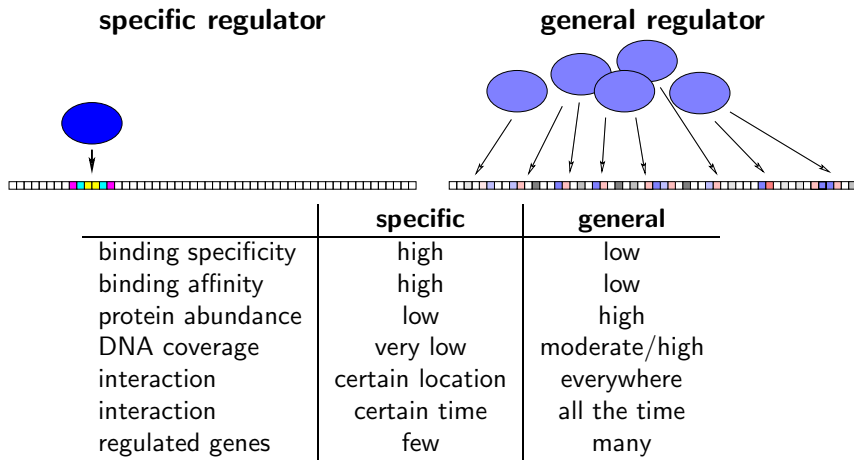 specific regulator general regulator
specific general
binding specificity high low
binding affinity high low
protein abundance low high
DNA coverage very low moderate/high
interaction certain location everywhere
interaction certain time all the time
regulated genes few many